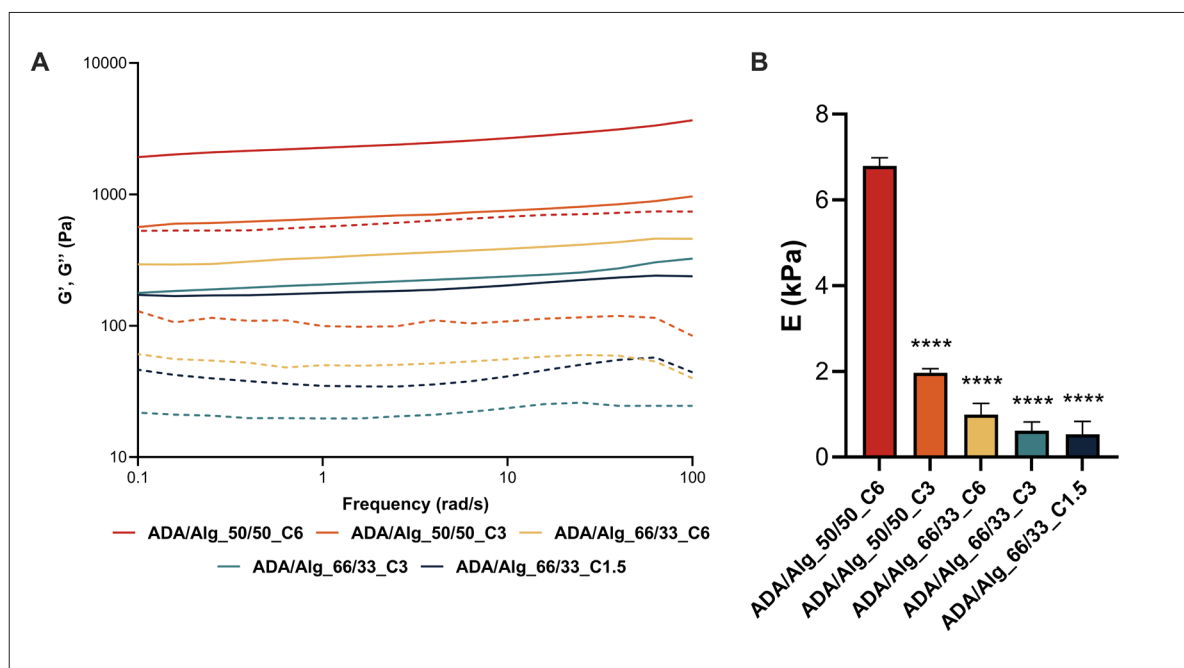 A
10000
1000
100
10
G’, G’’ (Pa)
0.1
1
10
100
Frequency (rad/s)
ADA/Alg_50/50_C6
ADA/Alg_50/50_C3
ADA/Alg_66/33_C6
ADA/Alg_66/33_C3
ADA/Alg_66/33_C1.5
B
8
6
4
2
0
E (kPa)
****
****
****
****
ADA/Alg_50/50_C6
ADA/Alg_50/50_C3
ADA/Alg_66/33_C6
ADA/Alg_66/33_C3
ADA/Alg_66/33_C1.5